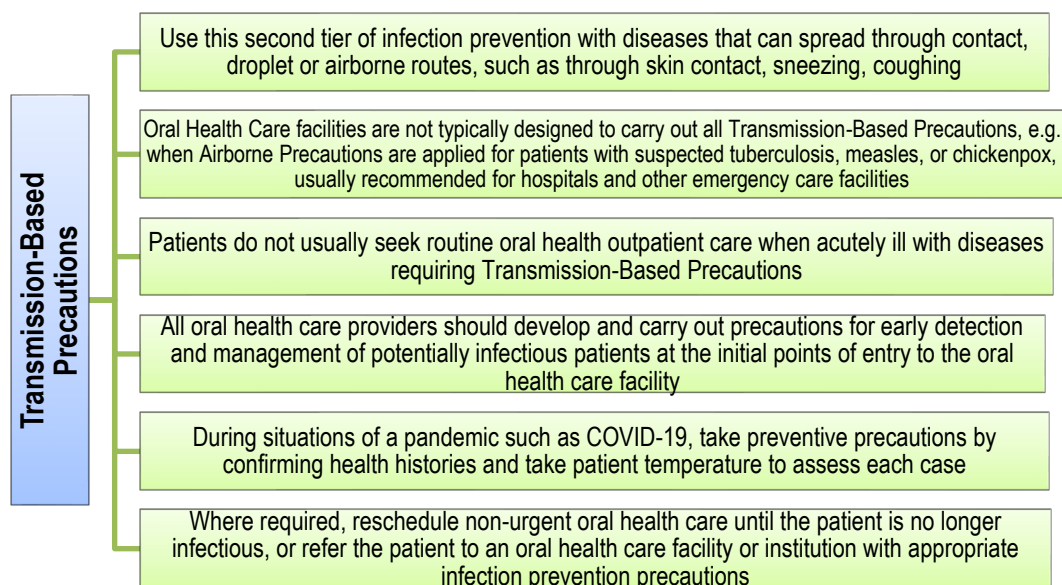 Transmission-Based
Precautions
Use this second tier of infection prevention with diseases that can spread through contact,
droplet or airborne routes, such as through skin contact, sneezing, coughing
Oral Health Care facilities are not typically designed to carry out all Transmission-Based Precautions, e.g.
when Airborne Precautions are applied for patients with suspected tuberculosis, measles, or chickenpox,
usually recommended for hospitals and other emergency care facilities
Patients do not usually seek routine oral health outpatient care when acutely ill with diseases
requiring Transmission-Based Precautions
All oral health care providers should develop and carry out precautions for early detection
and management of potentially infectious patients at the initial points of entry to the oral
health care facility
During situations of a pandemic such as COVID-19, take preventive precautions by
confirming health histories and take patient temperature to assess each case
Where required, reschedule non-urgent oral health care until the patient is no longer
infectious, or refer the patient to an oral health care facility or institution with appropriate
infection prevention precautions